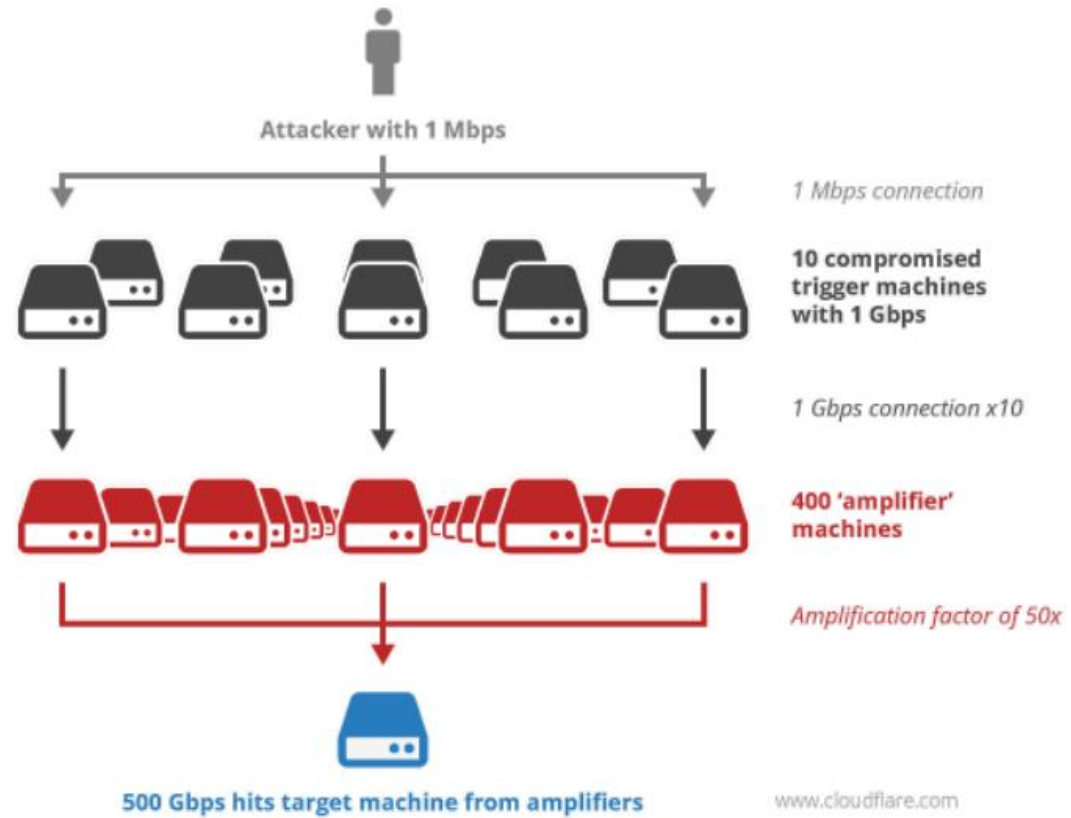 Attacker with 1 Mbps
1 Mbps connection
10 compromised
trigger machines
with 1 Gbps
1 Gbps connection x10
400 ‘amplifier’
machines
Amplification factor of 50x
500 Gbps hits target machine from amplifiers
www.cloudflare.com